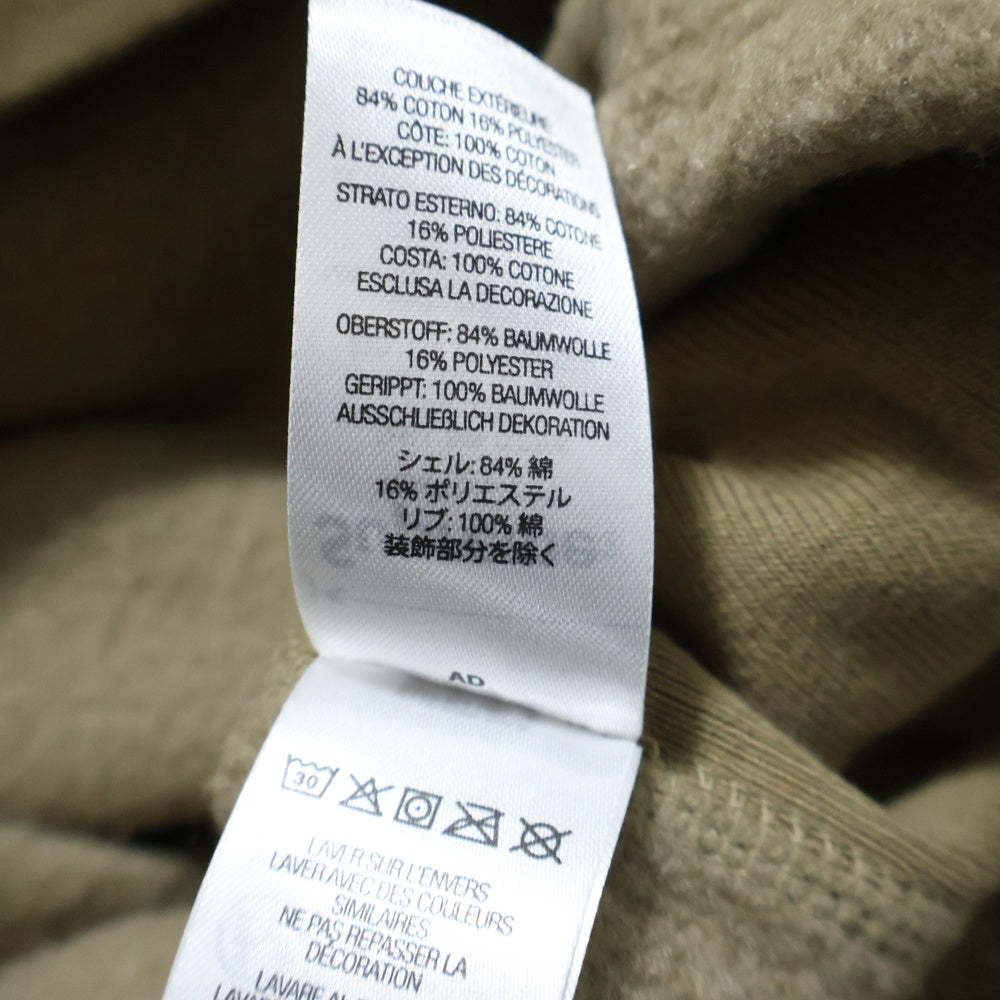 COUCHE EXTÉRIEURE
84% COTON 16% POLYESTER
CÔTE: 100% COTON
À L'EXCEPTION DES DÉCORATIONS
STRATO ESTERNO: 84% COTONE
16% POLIESTERE
COSTA: 100% COTONE
ESCLUSA LA DECORAZIONE
OBERSTOFF: 84% BAUMWOLLE
16% POLYESTER
GERIPPT: 100% BAUMWOLLE
AUSSCHLIEßLICH DEKORATION
シェル: 84% 綿
16% ポリエステル
リブ: 100% 綿
装飾部分を除く
AD
30
LAVER SUR L'ENVERS
LAVER AVEC DES COULEURS
SIMILAIRES
NE PAS REPASSER LA
DÉCORATION
LAVARE